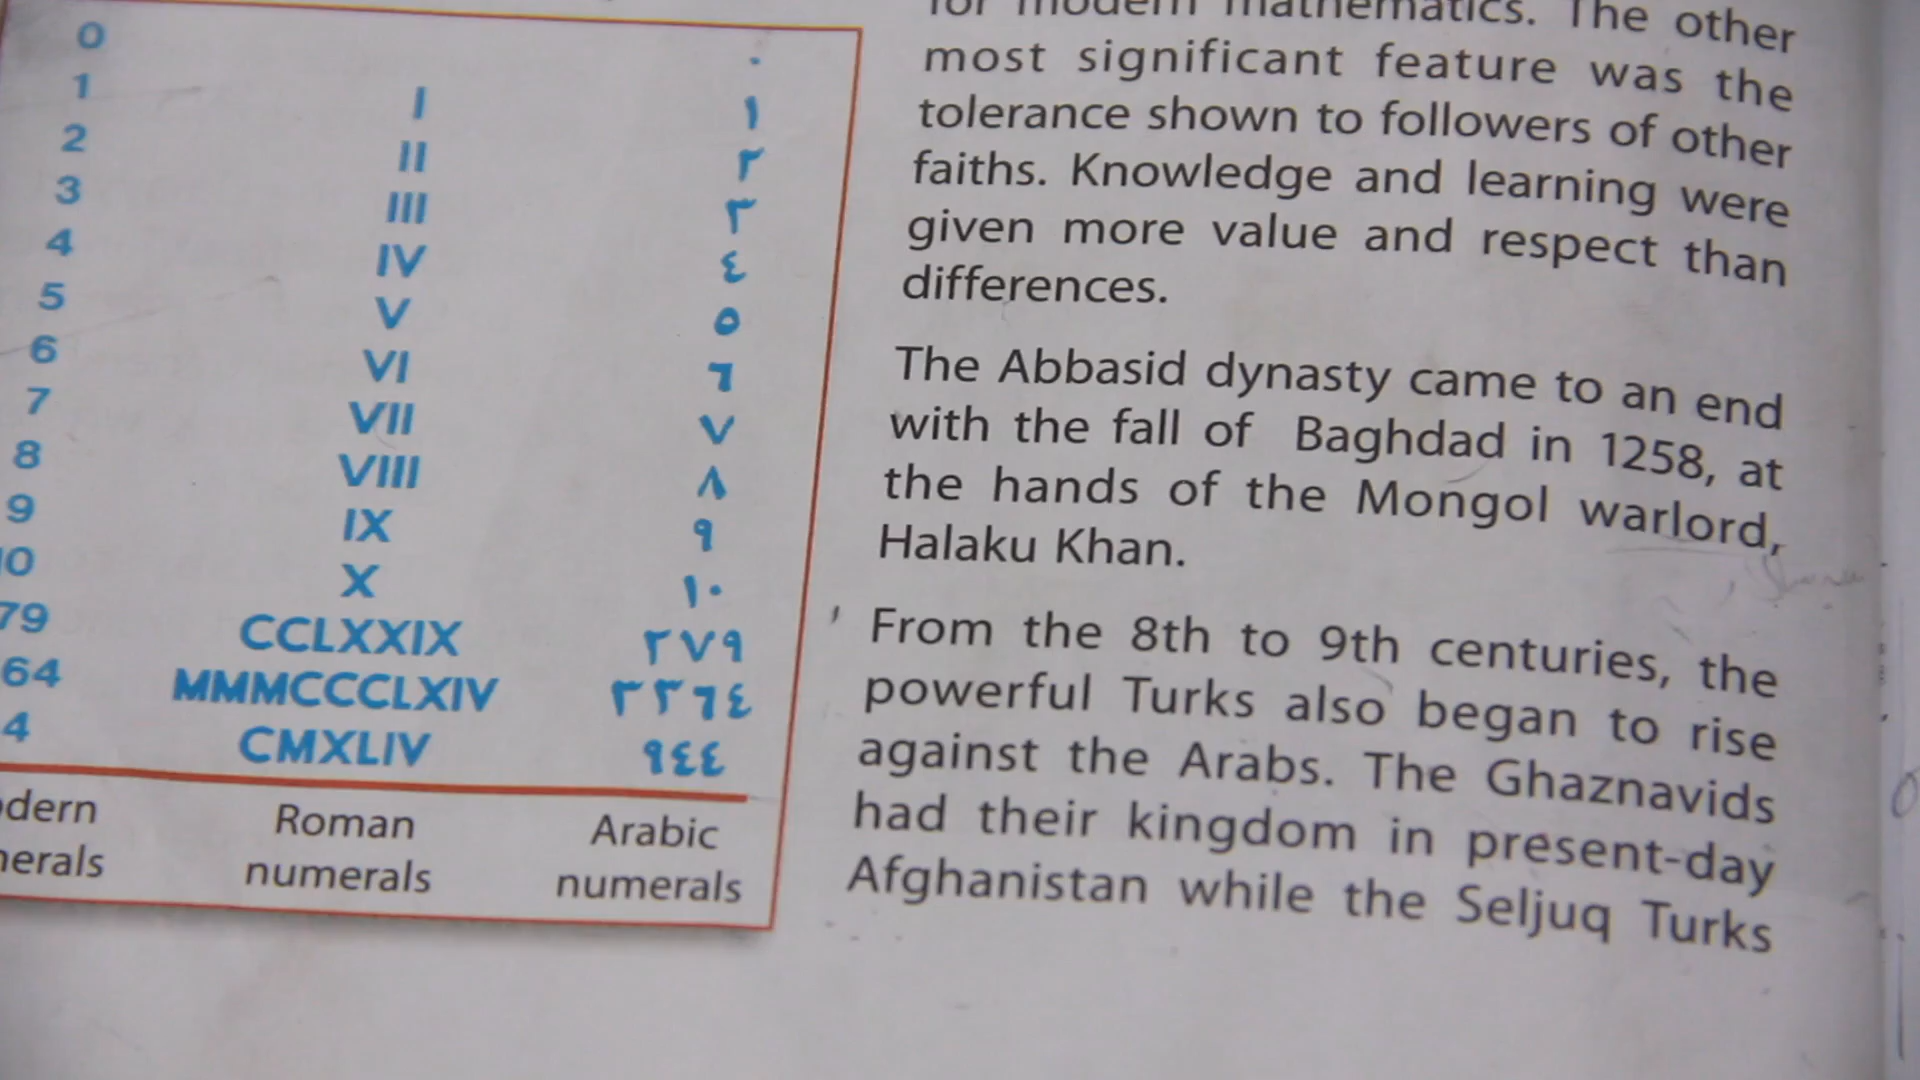 0 ٠
1 I ١
2 II ٢
3 III ٣
4 IV ٤
5 V ٥
6 VI ٦
7 VII ٧
8 VIII ٨
9 IX ٩
10 X ١٠
79 CCLXXIX ٢٧٩
64 MMMCCCLXIV ٣٣٦٤
4 CMXLIV ٩٤٤
odern Roman Arabic
nerals numerals numerals
for modern mathematics. The other
most significant feature was the
tolerance shown to followers of other
faiths. Knowledge and learning were
given more value and respect than
differences.
The Abbasid dynasty came to an end
with the fall of Baghdad in 1258, at
the hands of the Mongol warlord,
Halaku Khan.
From the 8th to 9th centuries, the
powerful Turks also began to rise
against the Arabs. The Ghaznavids
had their kingdom in present-day
Afghanistan while the Seljuq Turks